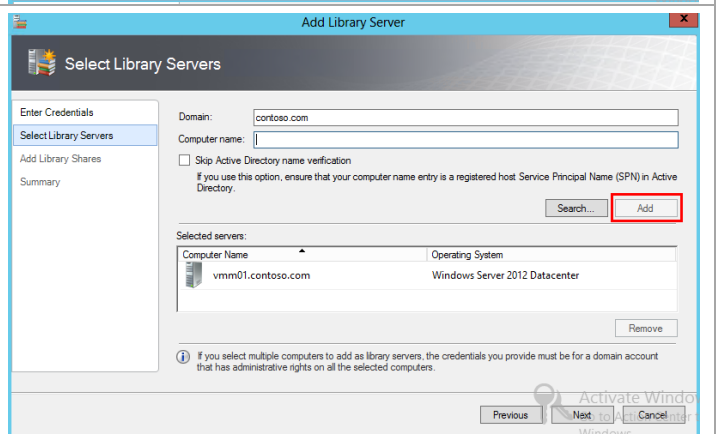 Add Library Server
x
Select Library Servers
Enter Credentials
Select Library Servers
Add Library Shares
Summary
Domain: contoso.com
Computer name:
Skip Active Directory name verification
If you use this option, ensure that your computer name entry is a registered host Service Principal Name (SPN) in Active
Directory.
Search... Add
Selected servers:
Computer Name Operating System
vmm01.contoso.com Windows Server 2012 Datacenter
Remove
If you select multiple computers to add as library servers, the credentials you provide must be for a domain account
that has administrative rights on all the selected computers.
Activate Windo
Previous Next Cancel
to Action Center t
Windows